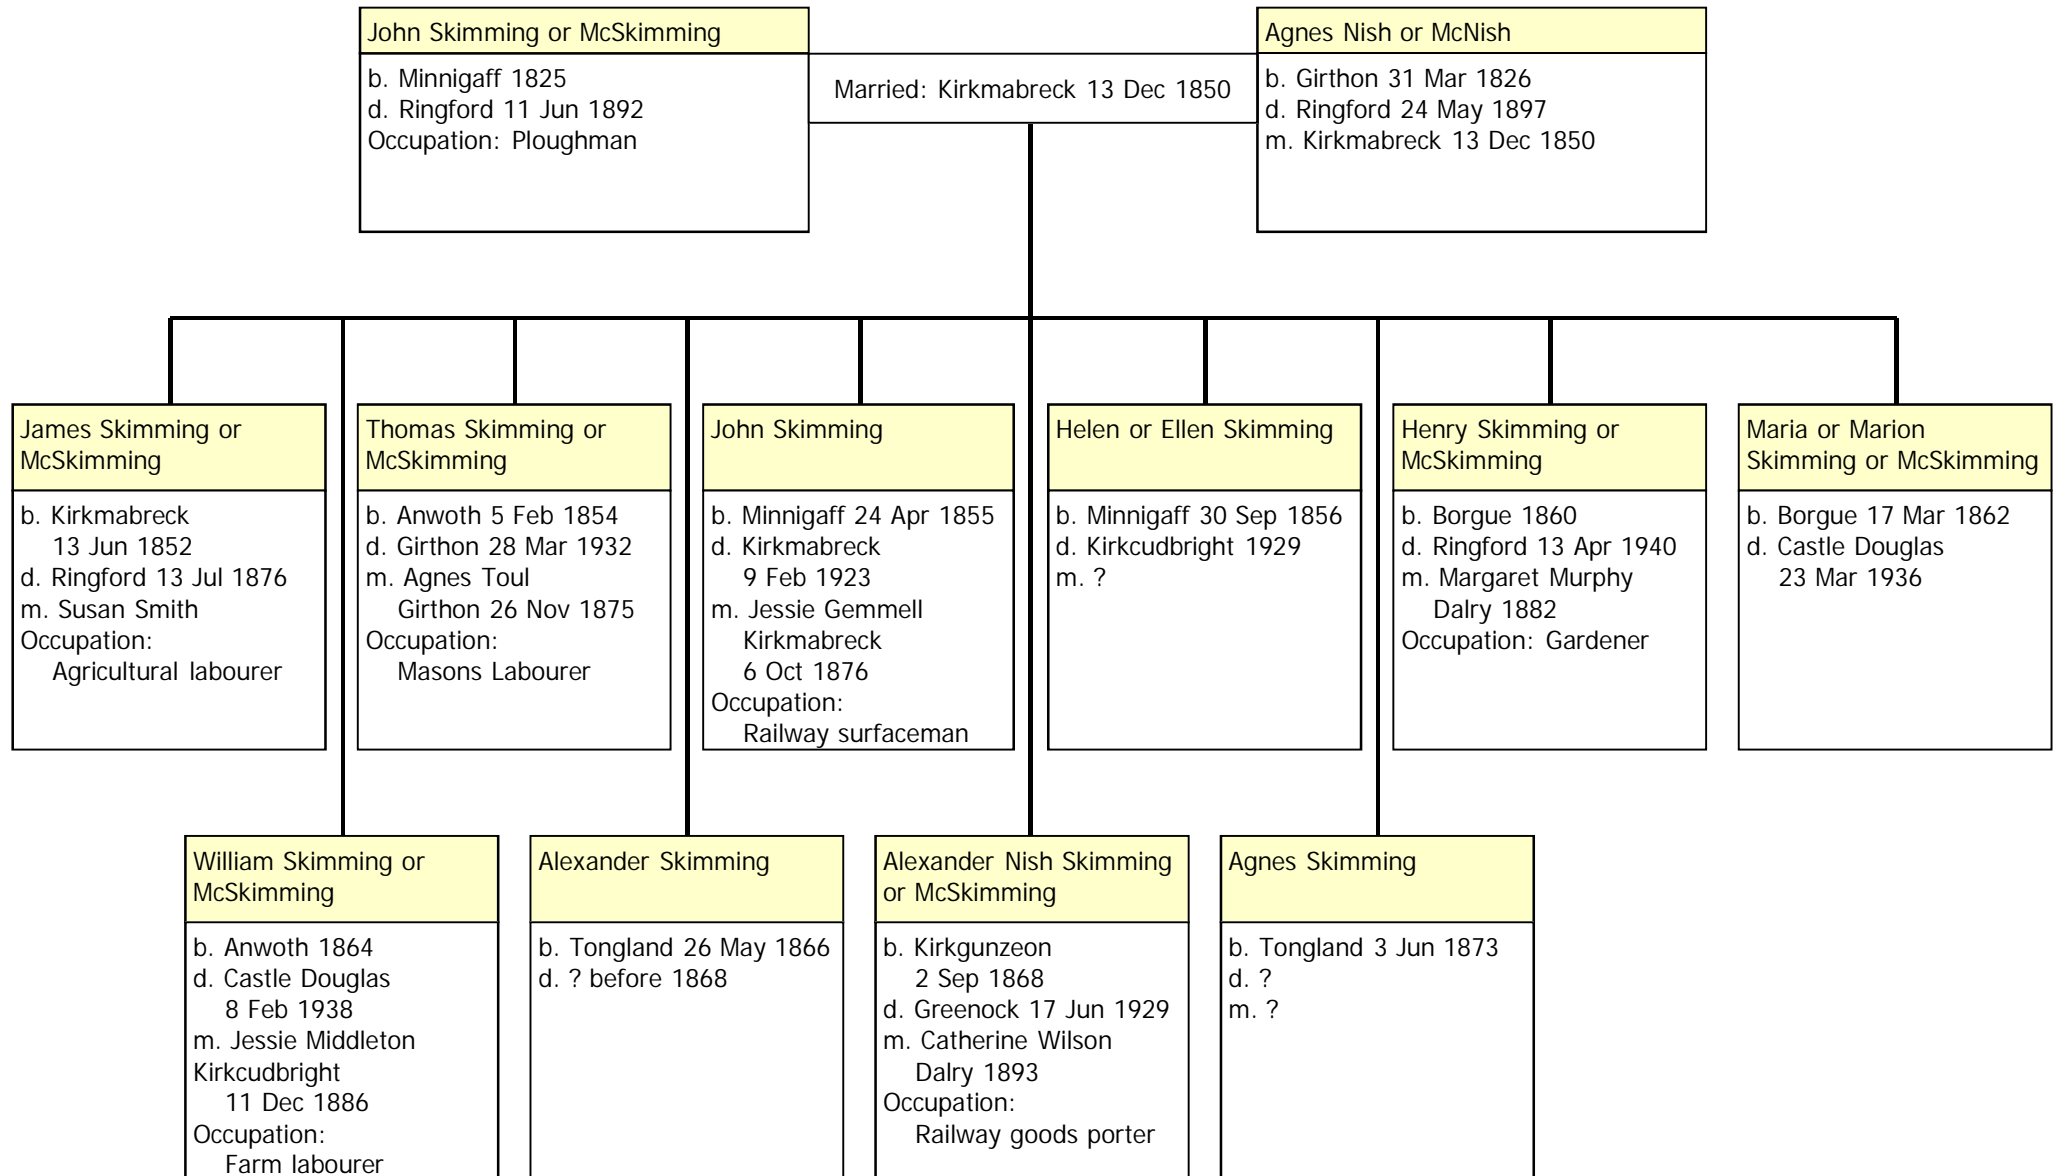 John Skimming or McSkimming
b. Minnigaff 1825
d. Ringford 11 Jun 1892
Occupation: Ploughman
Married: Kirkmabreck 13 Dec 1850
Agnes Nish or McNish
b. Girthon 31 Mar 1826
d. Ringford 24 May 1897
m. Kirkmabreck 13 Dec 1850
James Skimming or
McSkimming
b. Kirkmabreck
13 Jun 1852
d. Ringford 13 Jul 1876
m. Susan Smith
Occupation:
Agricultural labourer
Thomas Skimming or
McSkimming
b. Anwoth 5 Feb 1854
d. Girthon 28 Mar 1932
m. Agnes Toul
Girthon 26 Nov 1875
Occupation:
Masons Labourer
John Skimming
b. Minnigaff 24 Apr 1855
d. Kirkmabreck
9 Feb 1923
m. Jessie Gemmell
Kirkmabreck
6 Oct 1876
Occupation:
Railway surfaceman
Helen or Ellen Skimming
b. Minnigaff 30 Sep 1856
d. Kirkcudbright 1929
m. ?
Henry Skimming or
McSkimming
b. Borgue 1860
d. Ringford 13 Apr 1940
m. Margaret Murphy
Dalry 1882
Occupation: Gardener
Maria or Marion
Skimming or McSkimming
b. Borgue 17 Mar 1862
d. Castle Douglas
23 Mar 1936
William Skimming or
McSkimming
b. Anwoth 1864
d. Castle Douglas
8 Feb 1938
m. Jessie Middleton
Kirkcudbright
11 Dec 1886
Occupation:
Farm labourer
Alexander Skimming
b. Tongland 26 May 1866
d. ? before 1868
Alexander Nish Skimming
or McSkimming
b. Kirkgunzeon
2 Sep 1868
d. Greenock 17 Jun 1929
m. Catherine Wilson
Dalry 1893
Occupation:
Railway goods porter
Agnes Skimming
b. Tongland 3 Jun 1873
d. ?
m. ?